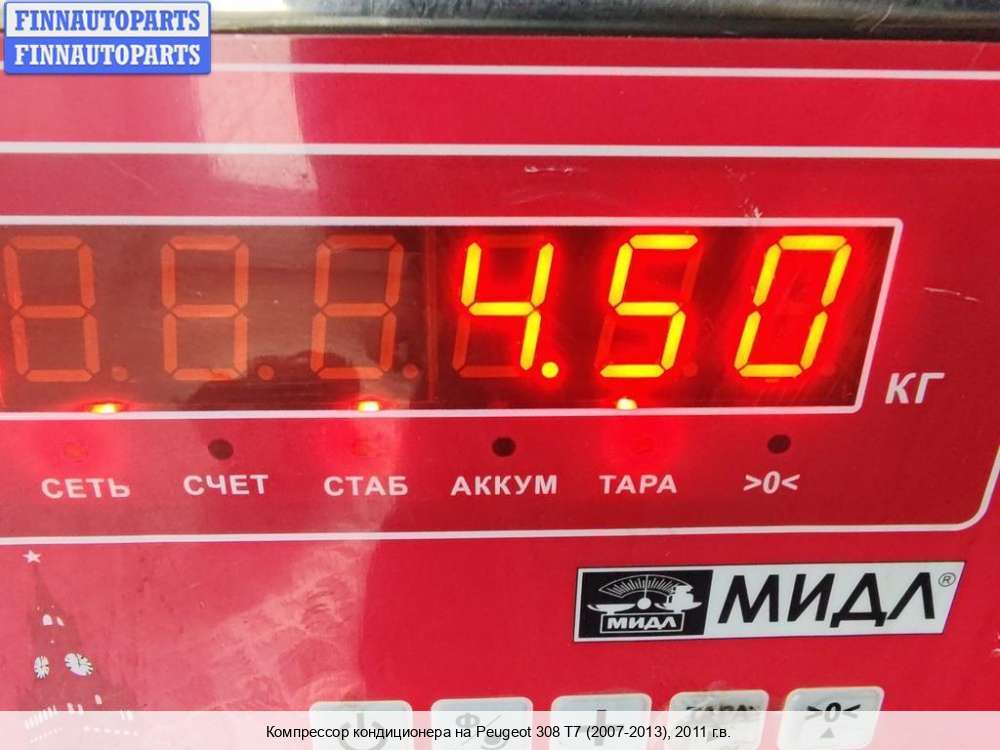 FINNAUTOPARTS
FINNAUTOPARTS
4.50
КГ
СЕТЬ СЧЕТ СТАБ АККУМ ТАРА >0<
МИДЛ МИДЛ®
ТАРА >0<
Компрессор кондиционера на Peugeot 308 T7 (2007-2013), 2011 г.в.